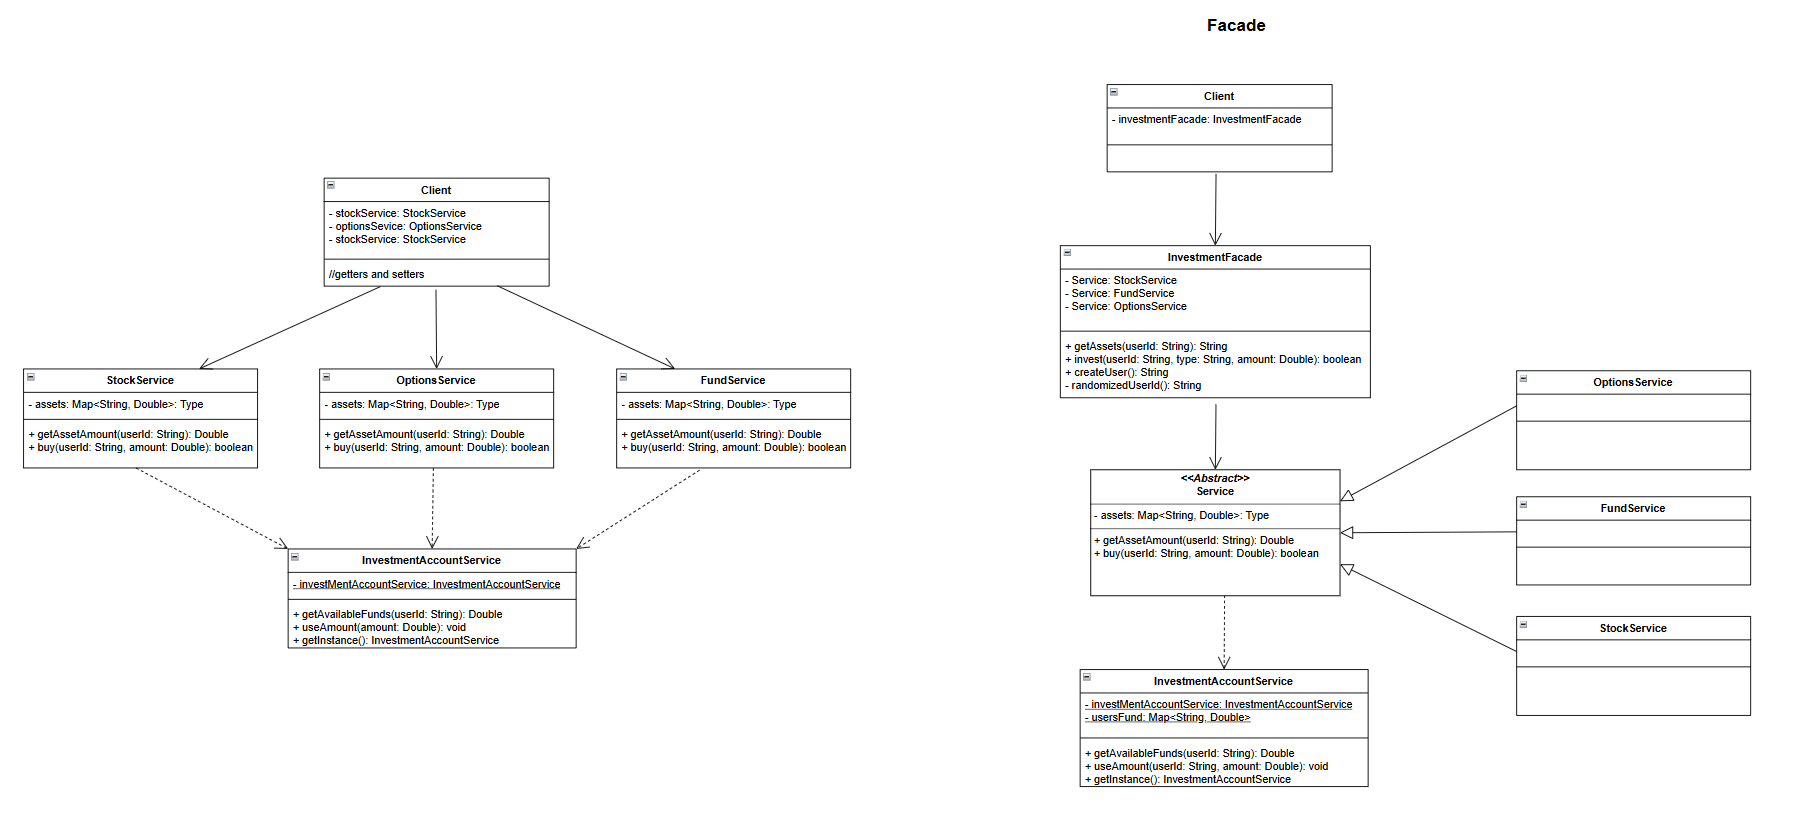 Facade
Client
- stockService: StockService
- optionsSevice: OptionsService
- stockService: StockService
//getters and setters
StockService
- assets: Map<String, Double>: Type
+ getAssetAmount(userId: String): Double
+ buy(userId: String, amount: Double): boolean
OptionsService
- assets: Map<String, Double>: Type
+ getAssetAmount(userId: String): Double
+ buy(userId: String, amount: Double): boolean
FundService
- assets: Map<String, Double>: Type
+ getAssetAmount(userId: String): Double
+ buy(userId: String, amount: Double): boolean
InvestmentAccountService
- investMentAccountService: InvestmentAccountService
+ getAvailableFunds(userId: String): Double
+ useAmount(amount: Double): void
+ getInstance(): InvestmentAccountService
Client
- investmentFacade: InvestmentFacade
InvestmentFacade
- Service: StockService
- Service: FundService
- Service: OptionsService
+ getAssets(userId: String): String
+ invest(userId: String, type: String, amount: Double): boolean
+ createUser(): String
- randomizedUserId(): String
<<Abstract>>
Service
- assets: Map<String, Double>: Type
+ getAssetAmount(userId: String): Double
+ buy(userId: String, amount: Double): boolean
OptionsService
FundService
StockService
InvestmentAccountService
- investMentAccountService: InvestmentAccountService
- usersFund: Map<String, Double>
+ getAvailableFunds(userId: String): Double
+ useAmount(userId: String, amount: Double): void
+ getInstance(): InvestmentAccountService